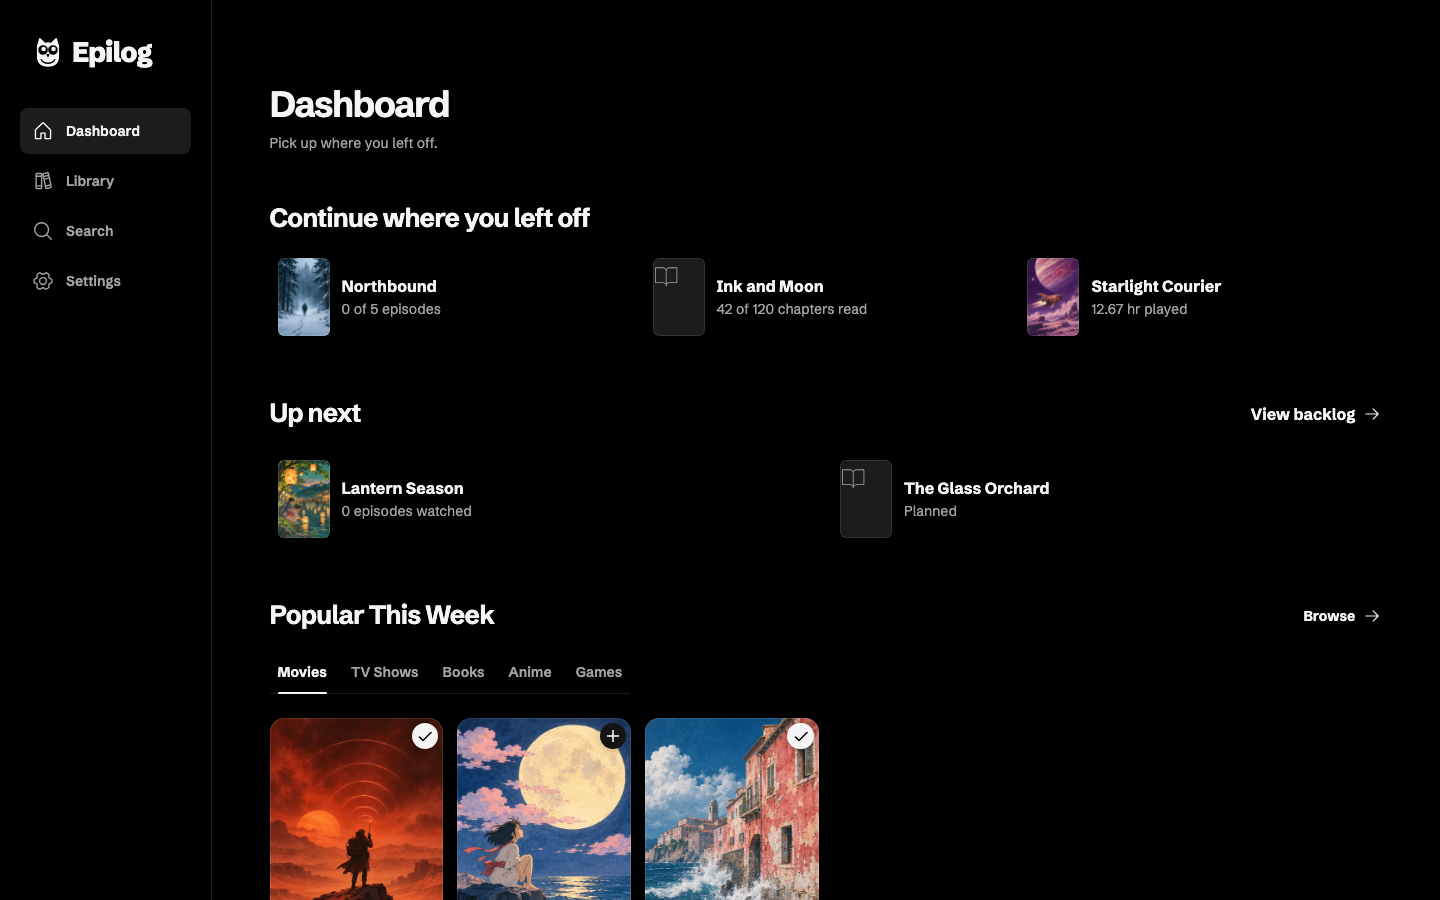 Epilog
Dashboard
Library
Search
Settings
Dashboard
Pick up where you left off.
Continue where you left off
Northbound
0 of 5 episodes
Ink and Moon
42 of 120 chapters read
Starlight Courier
12.67 hr played
Up next
View backlog
Lantern Season
0 episodes watched
The Glass Orchard
Planned
Popular This Week
Browse
Movies
TV Shows
Books
Anime
Games